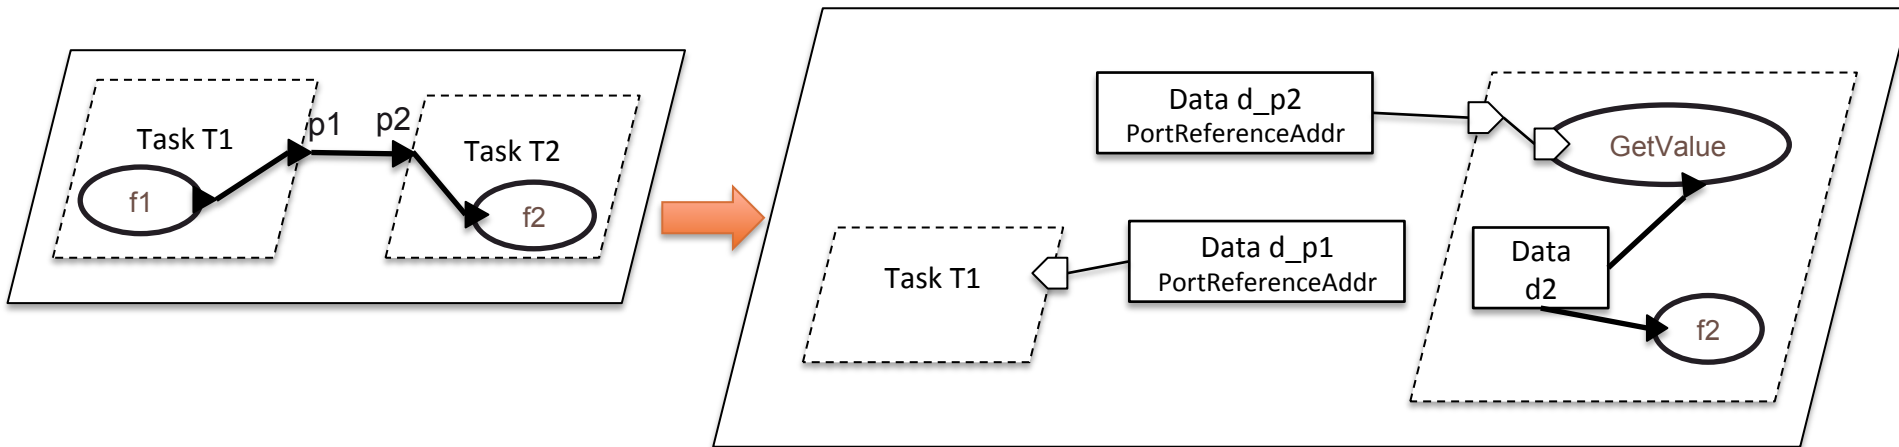 Task T1
p1
p2
Task T2
f1
f2
Data d_p2
PortReferenceAddr
GetValue
Data d_p1
PortReferenceAddr
Task T1
Data
d2
f2